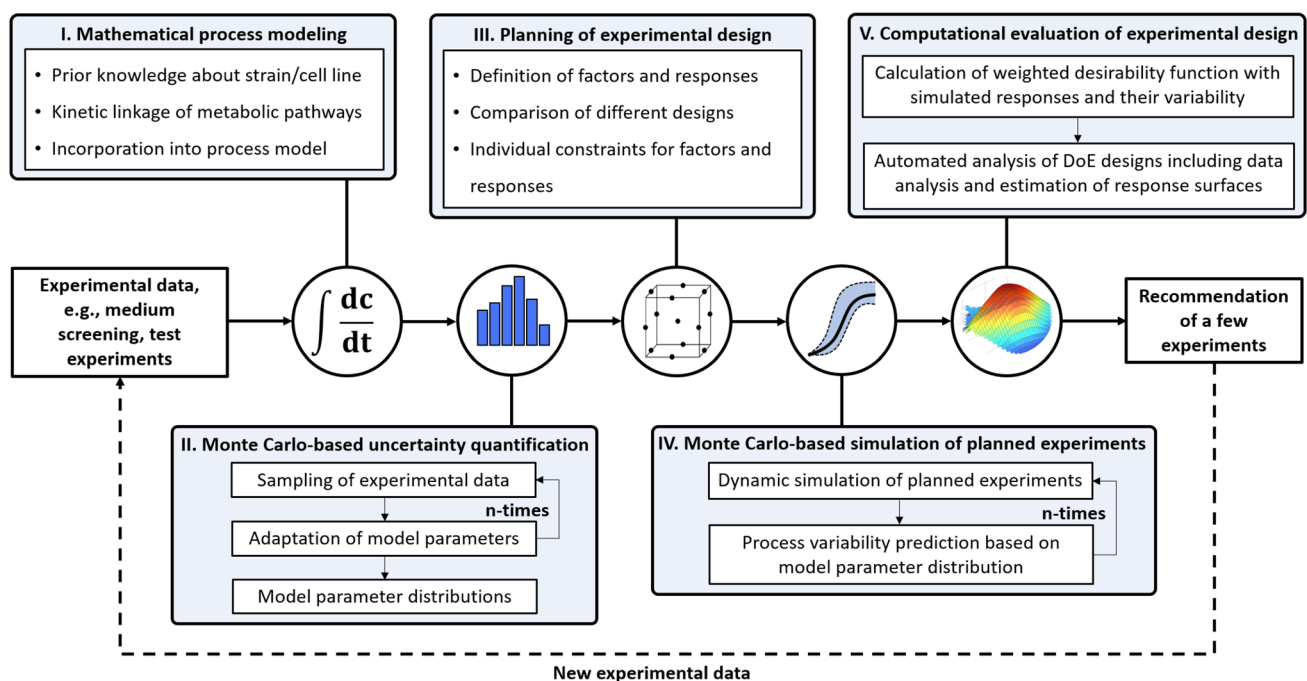 I. Mathematical process modeling
• Prior knowledge about strain/cell line
• Kinetic linkage of metabolic pathways
• Incorporation into process model
III. Planning of experimental design
• Definition of factors and responses
• Comparison of different designs
• Individual constraints for factors and
responses
V. Computational evaluation of experimental design
Calculation of weighted desirability function with
simulated responses and their variability
Automated analysis of DoE designs including data
analysis and estimation of response surfaces
Experimental data,
e.g., medium
screening, test
experiments
∫ dc/dt
Recommendation
of a few
experiments
II. Monte Carlo-based uncertainty quantification
Sampling of experimental data
n-times
Adaptation of model parameters
Model parameter distributions
IV. Monte Carlo-based simulation of planned experiments
Dynamic simulation of planned experiments
n-times
Process variability prediction based on
model parameter distribution
New experimental data